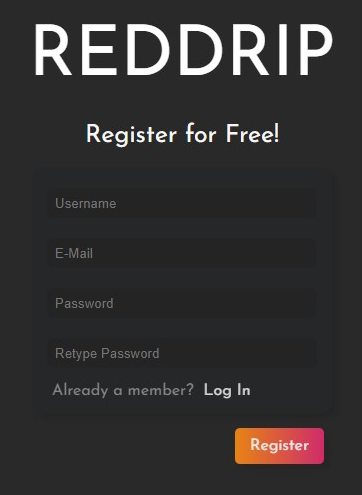 REDDRIP
Register for Free!
Username
E-Mail
Password
Retype Password
Already a member? Log In
Register